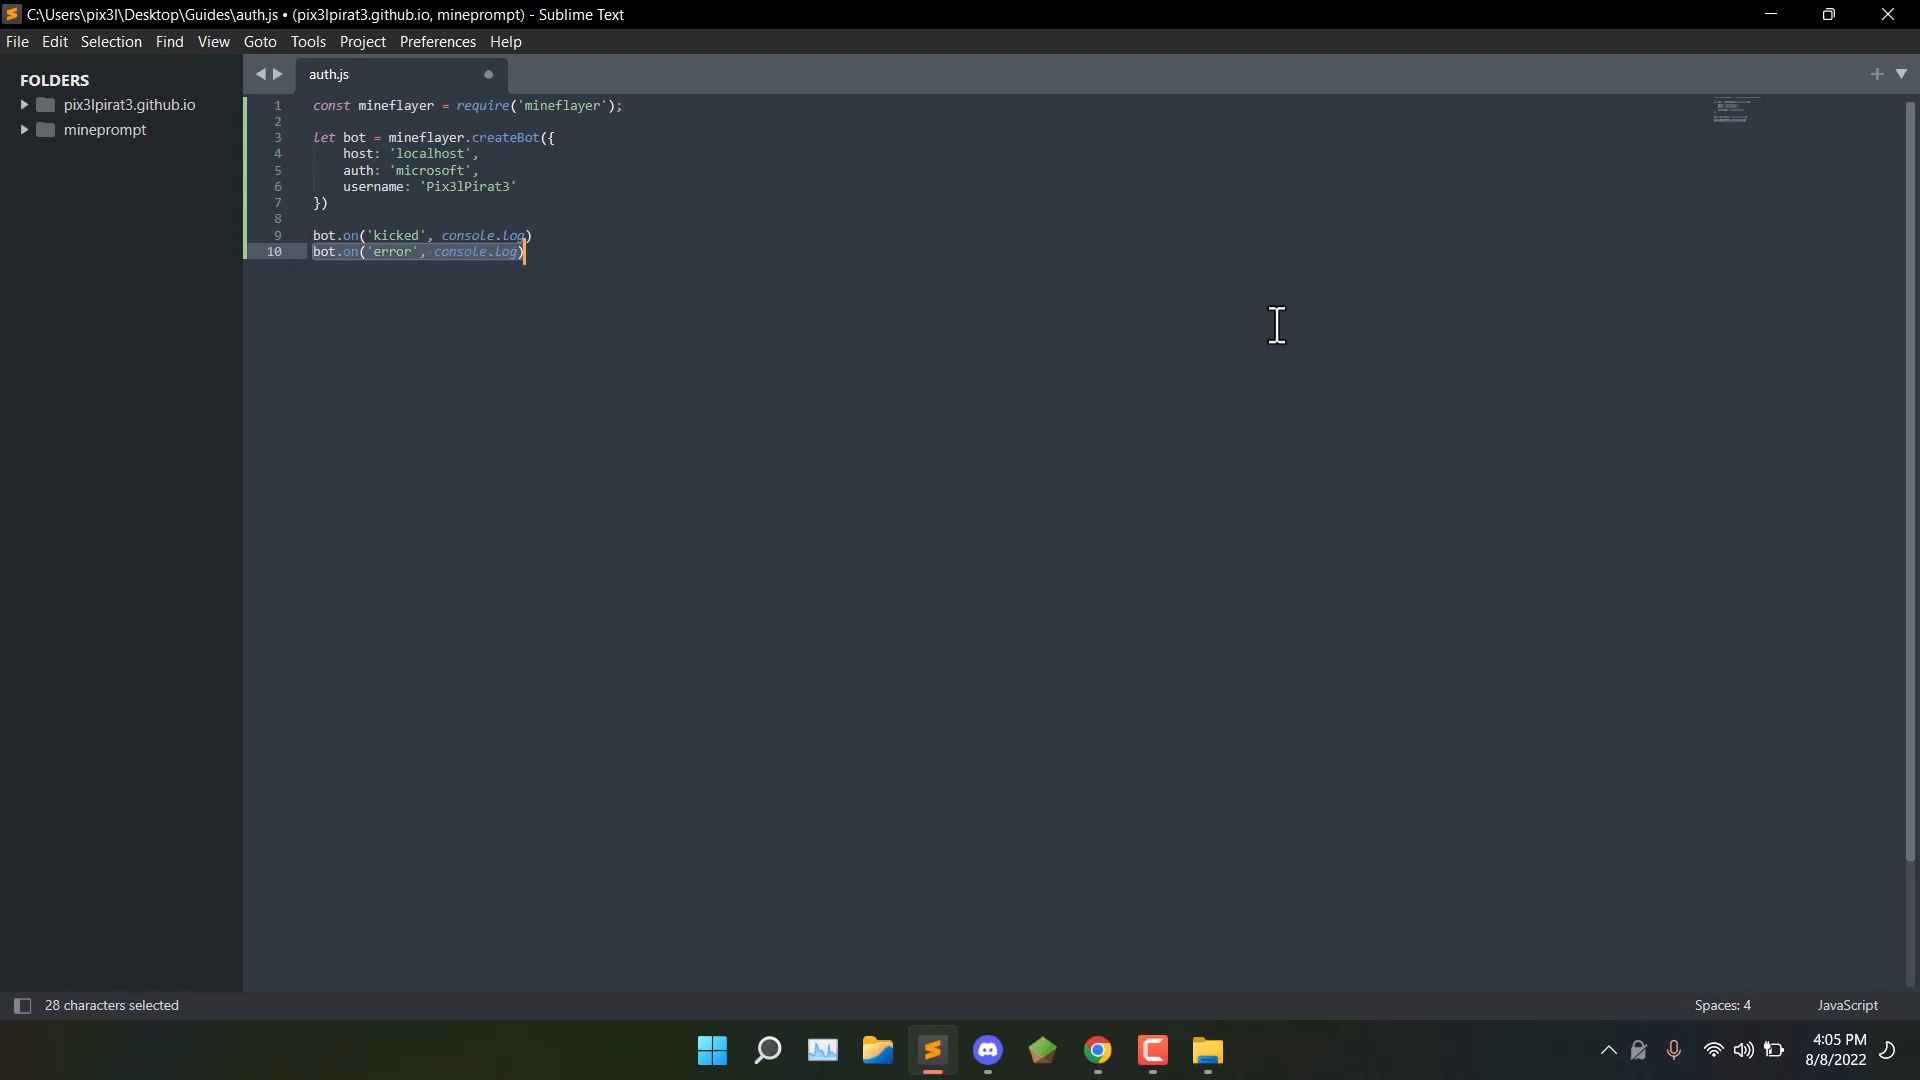 C:\Users\pix3l\Desktop\Guides\auth.js • (pix3lpirat3.github.io, mineprompt) - Sublime Text
File Edit Selection Find View Goto Tools Project Preferences Help
FOLDERS
pix3lpirat3.github.io
mineprompt
auth.js
1 const mineflayer = require('mineflayer');
2
3 let bot = mineflayer.createBot({
4 host: 'localhost',
5 auth: 'microsoft',
6 username: 'Pix3lPirat3'
7 })
8
9 bot.on('kicked', console.log)
10 bot.on('error', console.log)
28 characters selected
Spaces: 4
JavaScript
4:05 PM
8/8/2022